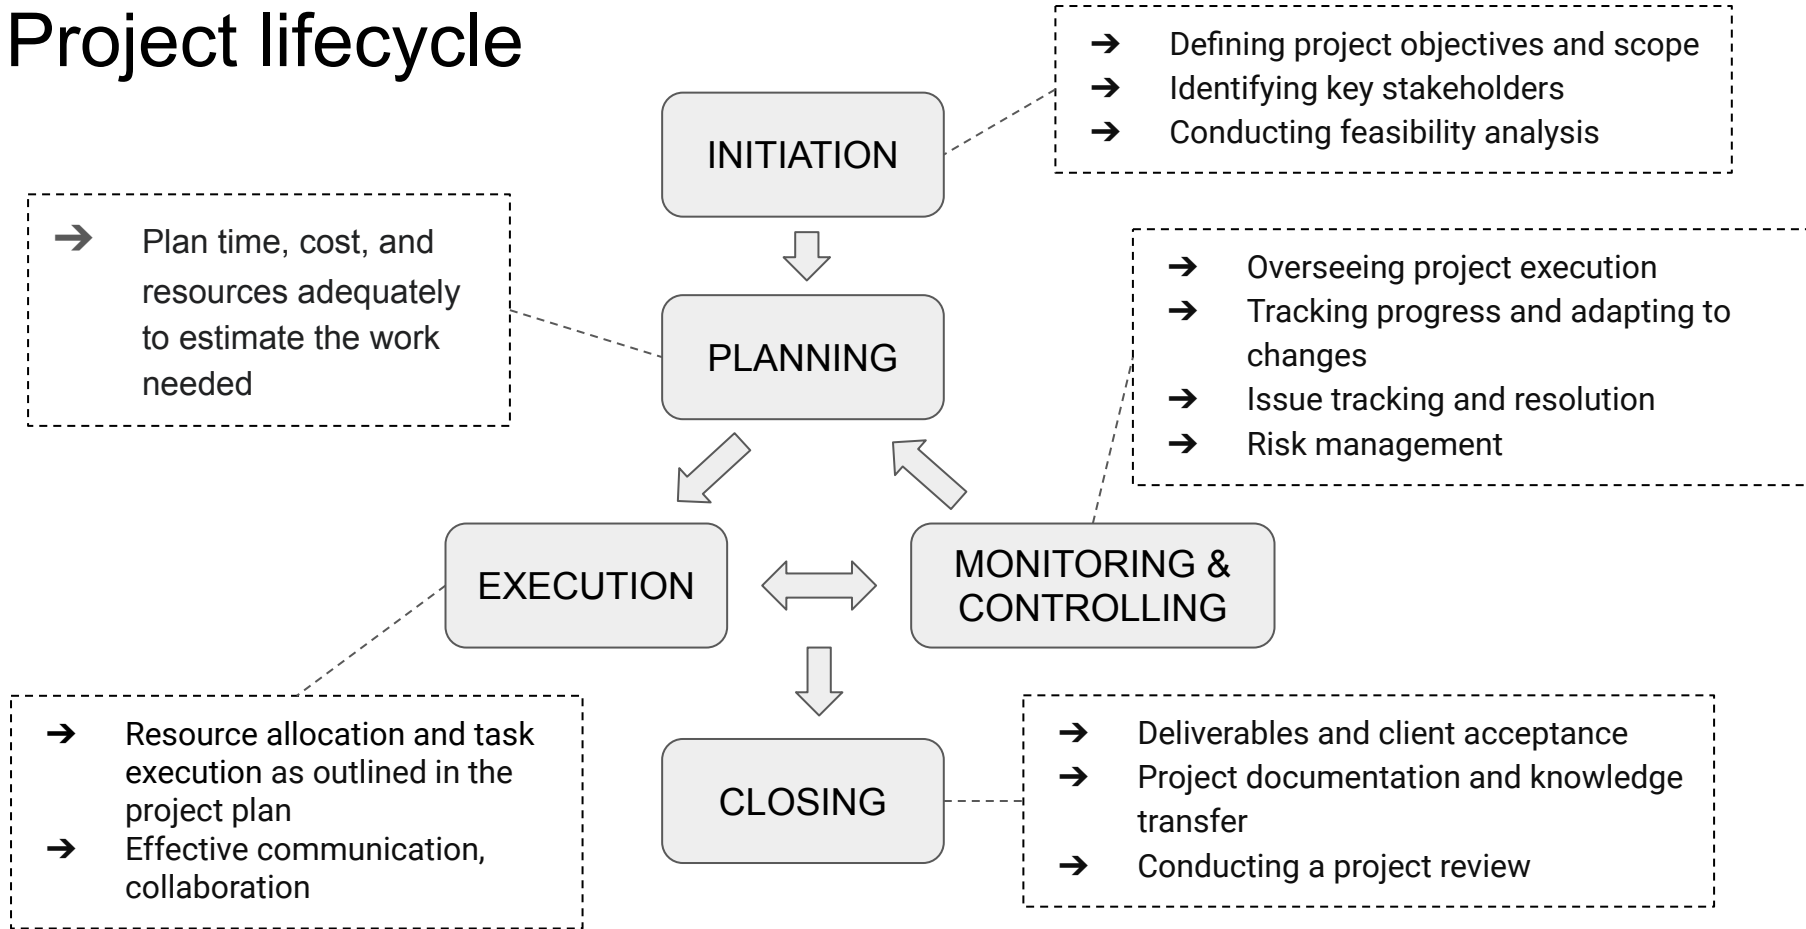 Project lifecycle
➔ Defining project objectives and scope
➔ Identifying key stakeholders
➔ Conducting feasibility analysis
INITIATION
➔ Plan time, cost, and
resources adequately
to estimate the work
needed
PLANNING
➔ Overseeing project execution
➔ Tracking progress and adapting to
changes
➔ Issue tracking and resolution
➔ Risk management
EXECUTION
MONITORING &
CONTROLLING
➔ Resource allocation and task
execution as outlined in the
project plan
➔ Effective communication,
collaboration
CLOSING
➔ Deliverables and client acceptance
➔ Project documentation and knowledge
transfer
➔ Conducting a project review